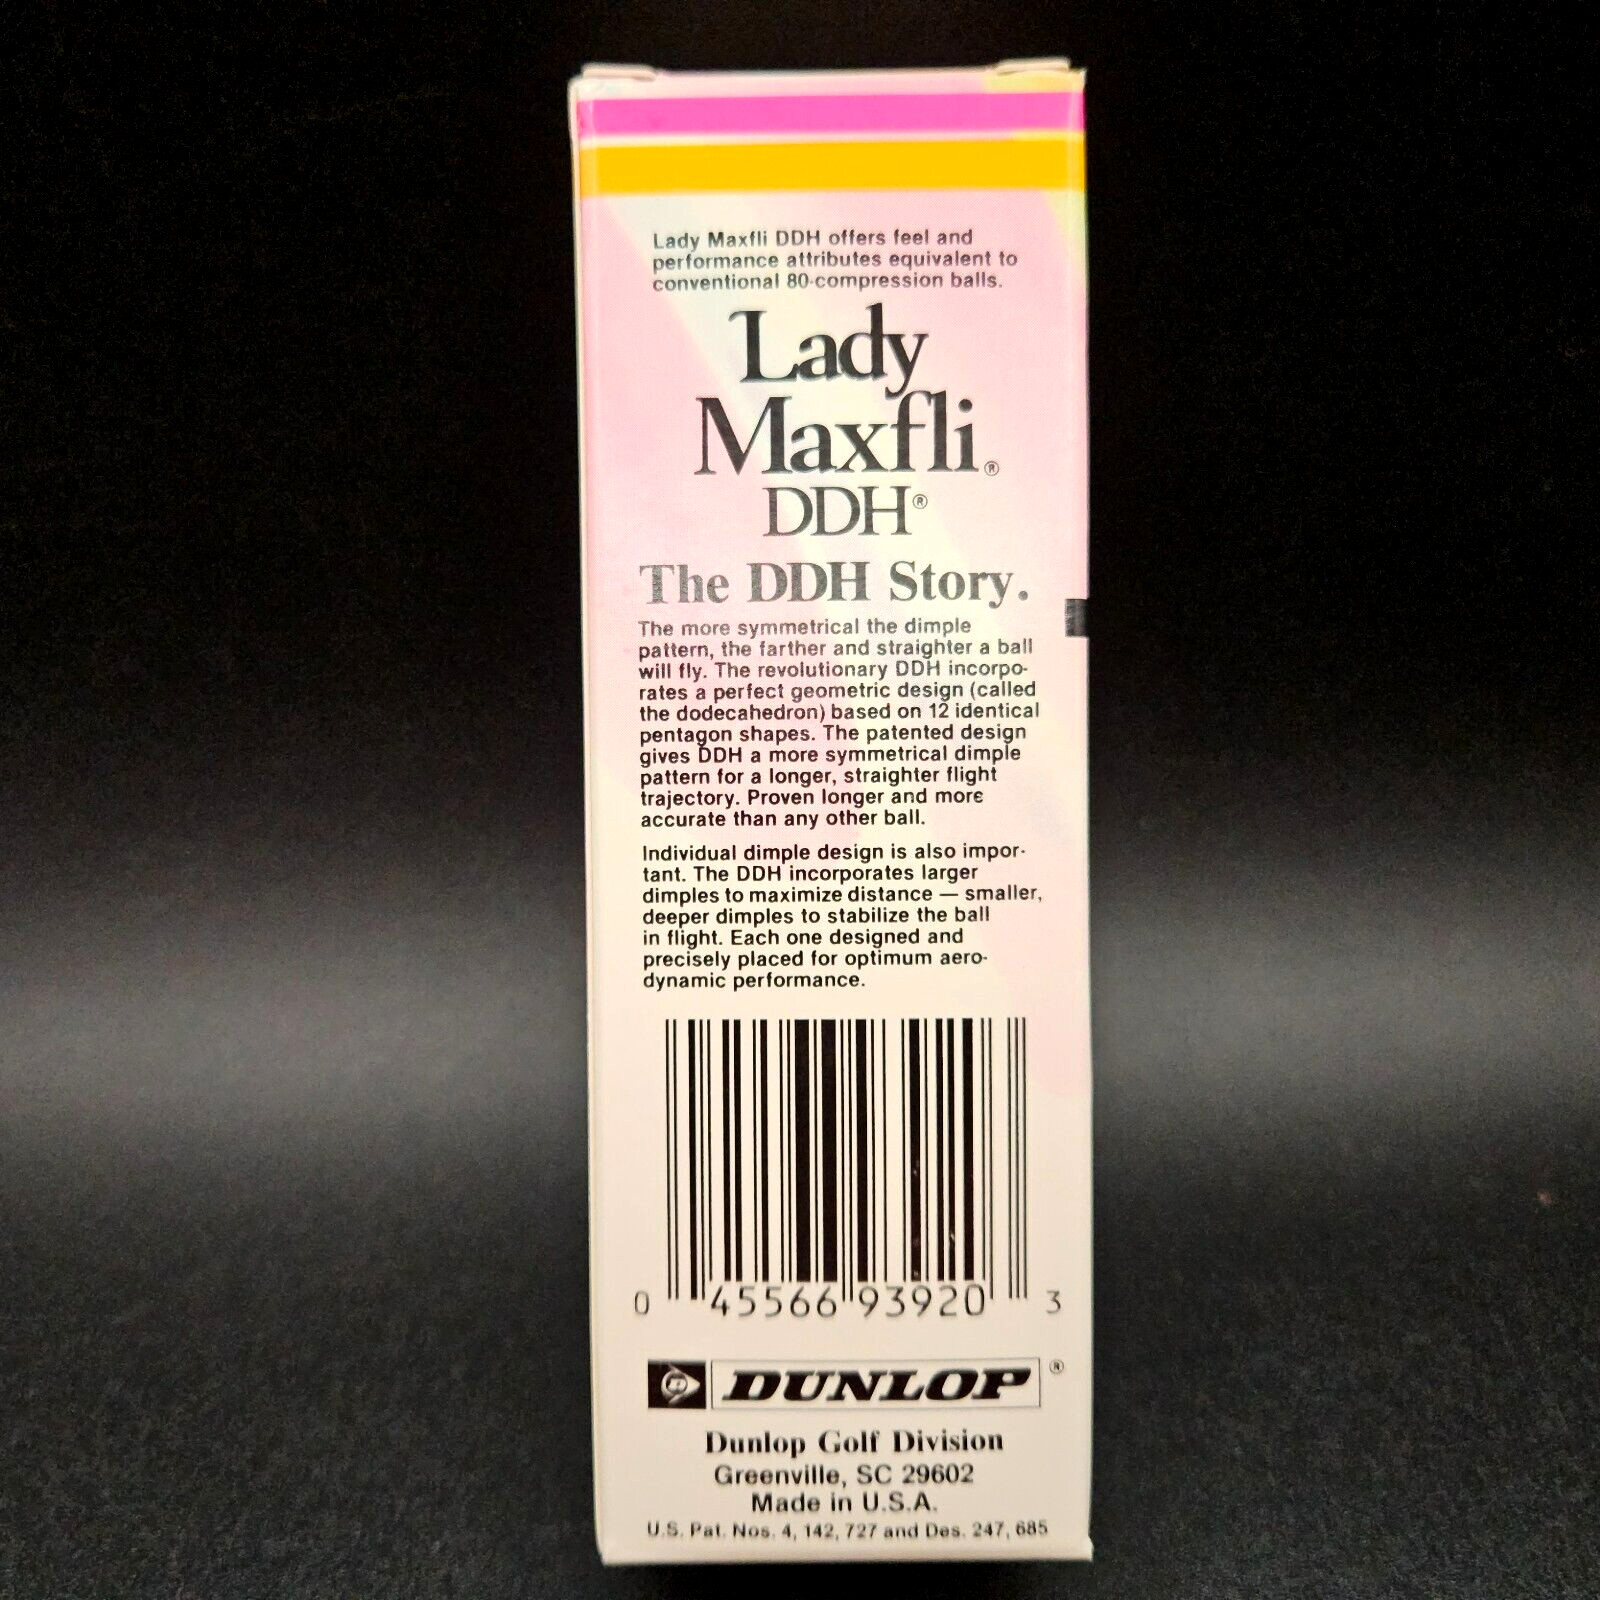 Lady Maxfli DDH offers feel and
performance attributes equivalent to
conventional 80-compression balls.
Lady
Maxfli®
DDH®
The DDH Story.
The more symmetrical the dimple
pattern, the farther and straighter a ball
will fly. The revolutionary DDH incorpo-
rates a perfect geometric design (called
the dodecahedron) based on 12 identical
pentagon shapes. The patented design
gives DDH a more symmetrical dimple
pattern for a longer, straighter flight
trajectory. Proven longer and more
accurate than any other ball.
Individual dimple design is also impor-
tant. The DDH incorporates larger
dimples to maximize distance — smaller,
deeper dimples to stabilize the ball
in flight. Each one designed and
precisely placed for optimum aero-
dynamic performance.
0 45566 93920 3
D DUNLOP®
Dunlop Golf Division
Greenville, SC 29602
Made in U.S.A.
U.S. Pat. Nos. 4, 142, 727 and Des. 247, 685